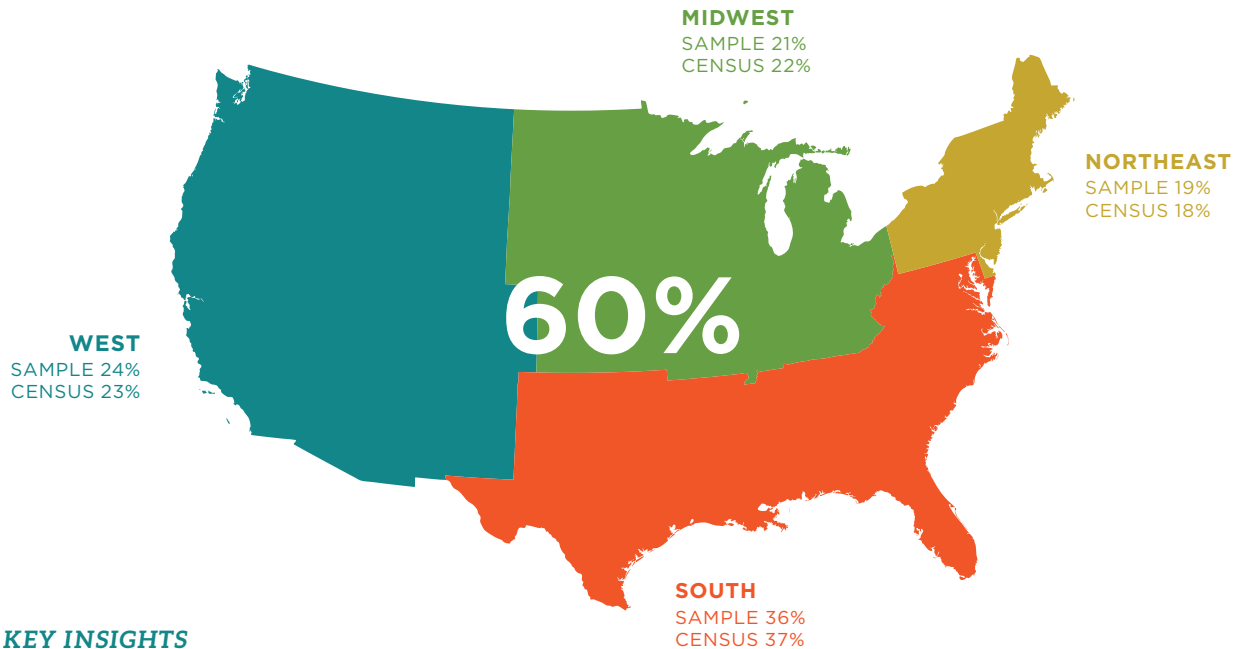 MIDWEST
SAMPLE 21%
CENSUS 22%
NORTHEAST
SAMPLE 19%
CENSUS 18%
60%
WEST
SAMPLE 24%
CENSUS 23%
SOUTH
SAMPLE 36%
CENSUS 37%
KEY INSIGHTS